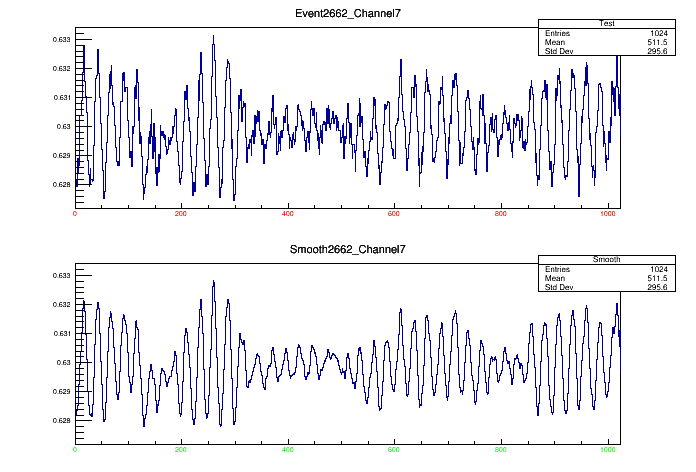 Event2662_Channel7
Test
Entries 1024
Mean 511.5
Std Dev 295.6
0.633
0.632
0.631
0.63
0.629
0.628
0 200 400 600 800 1000
Smooth2662_Channel7
Smooth
Entries 1024
Mean 511.5
Std Dev 295.6
0.633
0.632
0.631
0.63
0.629
0.628
0 200 400 600 800 1000